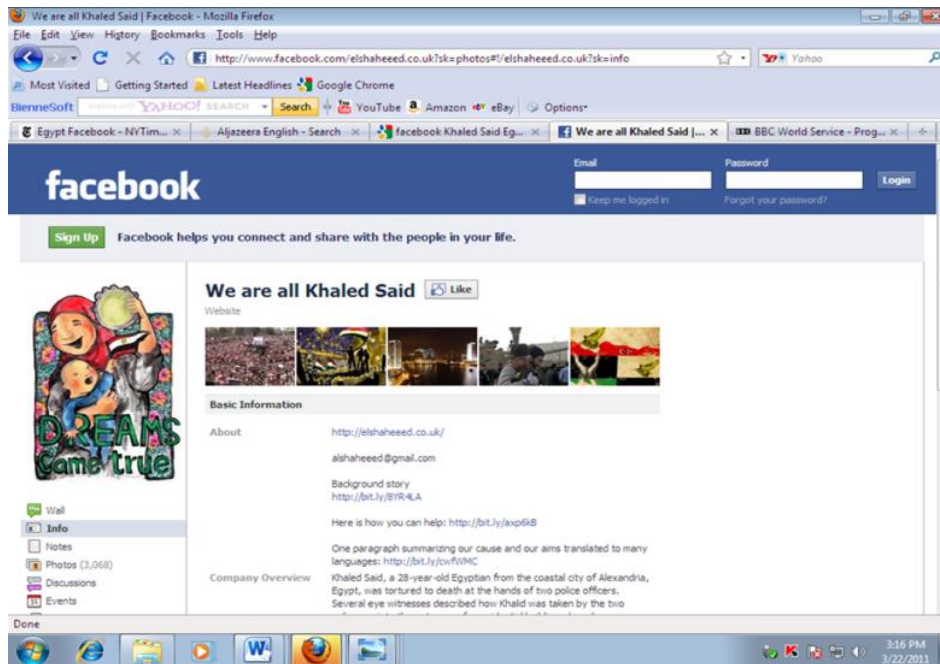 We are all Khaled Said | Facebook - Mozilla Firefox
File Edit View History Bookmarks Tools Help
http://www.facebook.com/elshaheeed.co.uk?sk=photos#!/elshaheeed.co.uk?sk=info
Yahoo
Most Visited Getting Started Latest Headlines Google Chrome
BienneSoft YAHOO! SEARCH Search YouTube Amazon eBay Options
Egypt Facebook - NYTim... Aljazeera English - Search facebook Khaled Said Eg... We are all Khaled Said |... BBC World Service - Prog...
Email Password
facebook
Login
Keep me logged in Forgot your password?
Sign Up Facebook helps you connect and share with the people in your life.
We are all Khaled Said Like
Website
DREAMS
Came true
Basic Information
About http://elshaheeed.co.uk/
alshaheeed@gmail.com
Background story
http://bit.ly/8YR4LA
Here is how you can help: http://bit.ly/axp6kB
One paragraph summarizing our cause and our aims translated to many
languages: http://bit.ly/cwfWMC
Company Overview Khaled Said, a 28-year-old Egyptian from the coastal city of Alexandria,
Egypt, was tortured to death at the hands of two police officers.
Several eye witnesses described how Khalid was taken by the two
Wall
Info
Notes
Photos (3,068)
Discussions
Events
Done
3:16 PM
3/22/2011